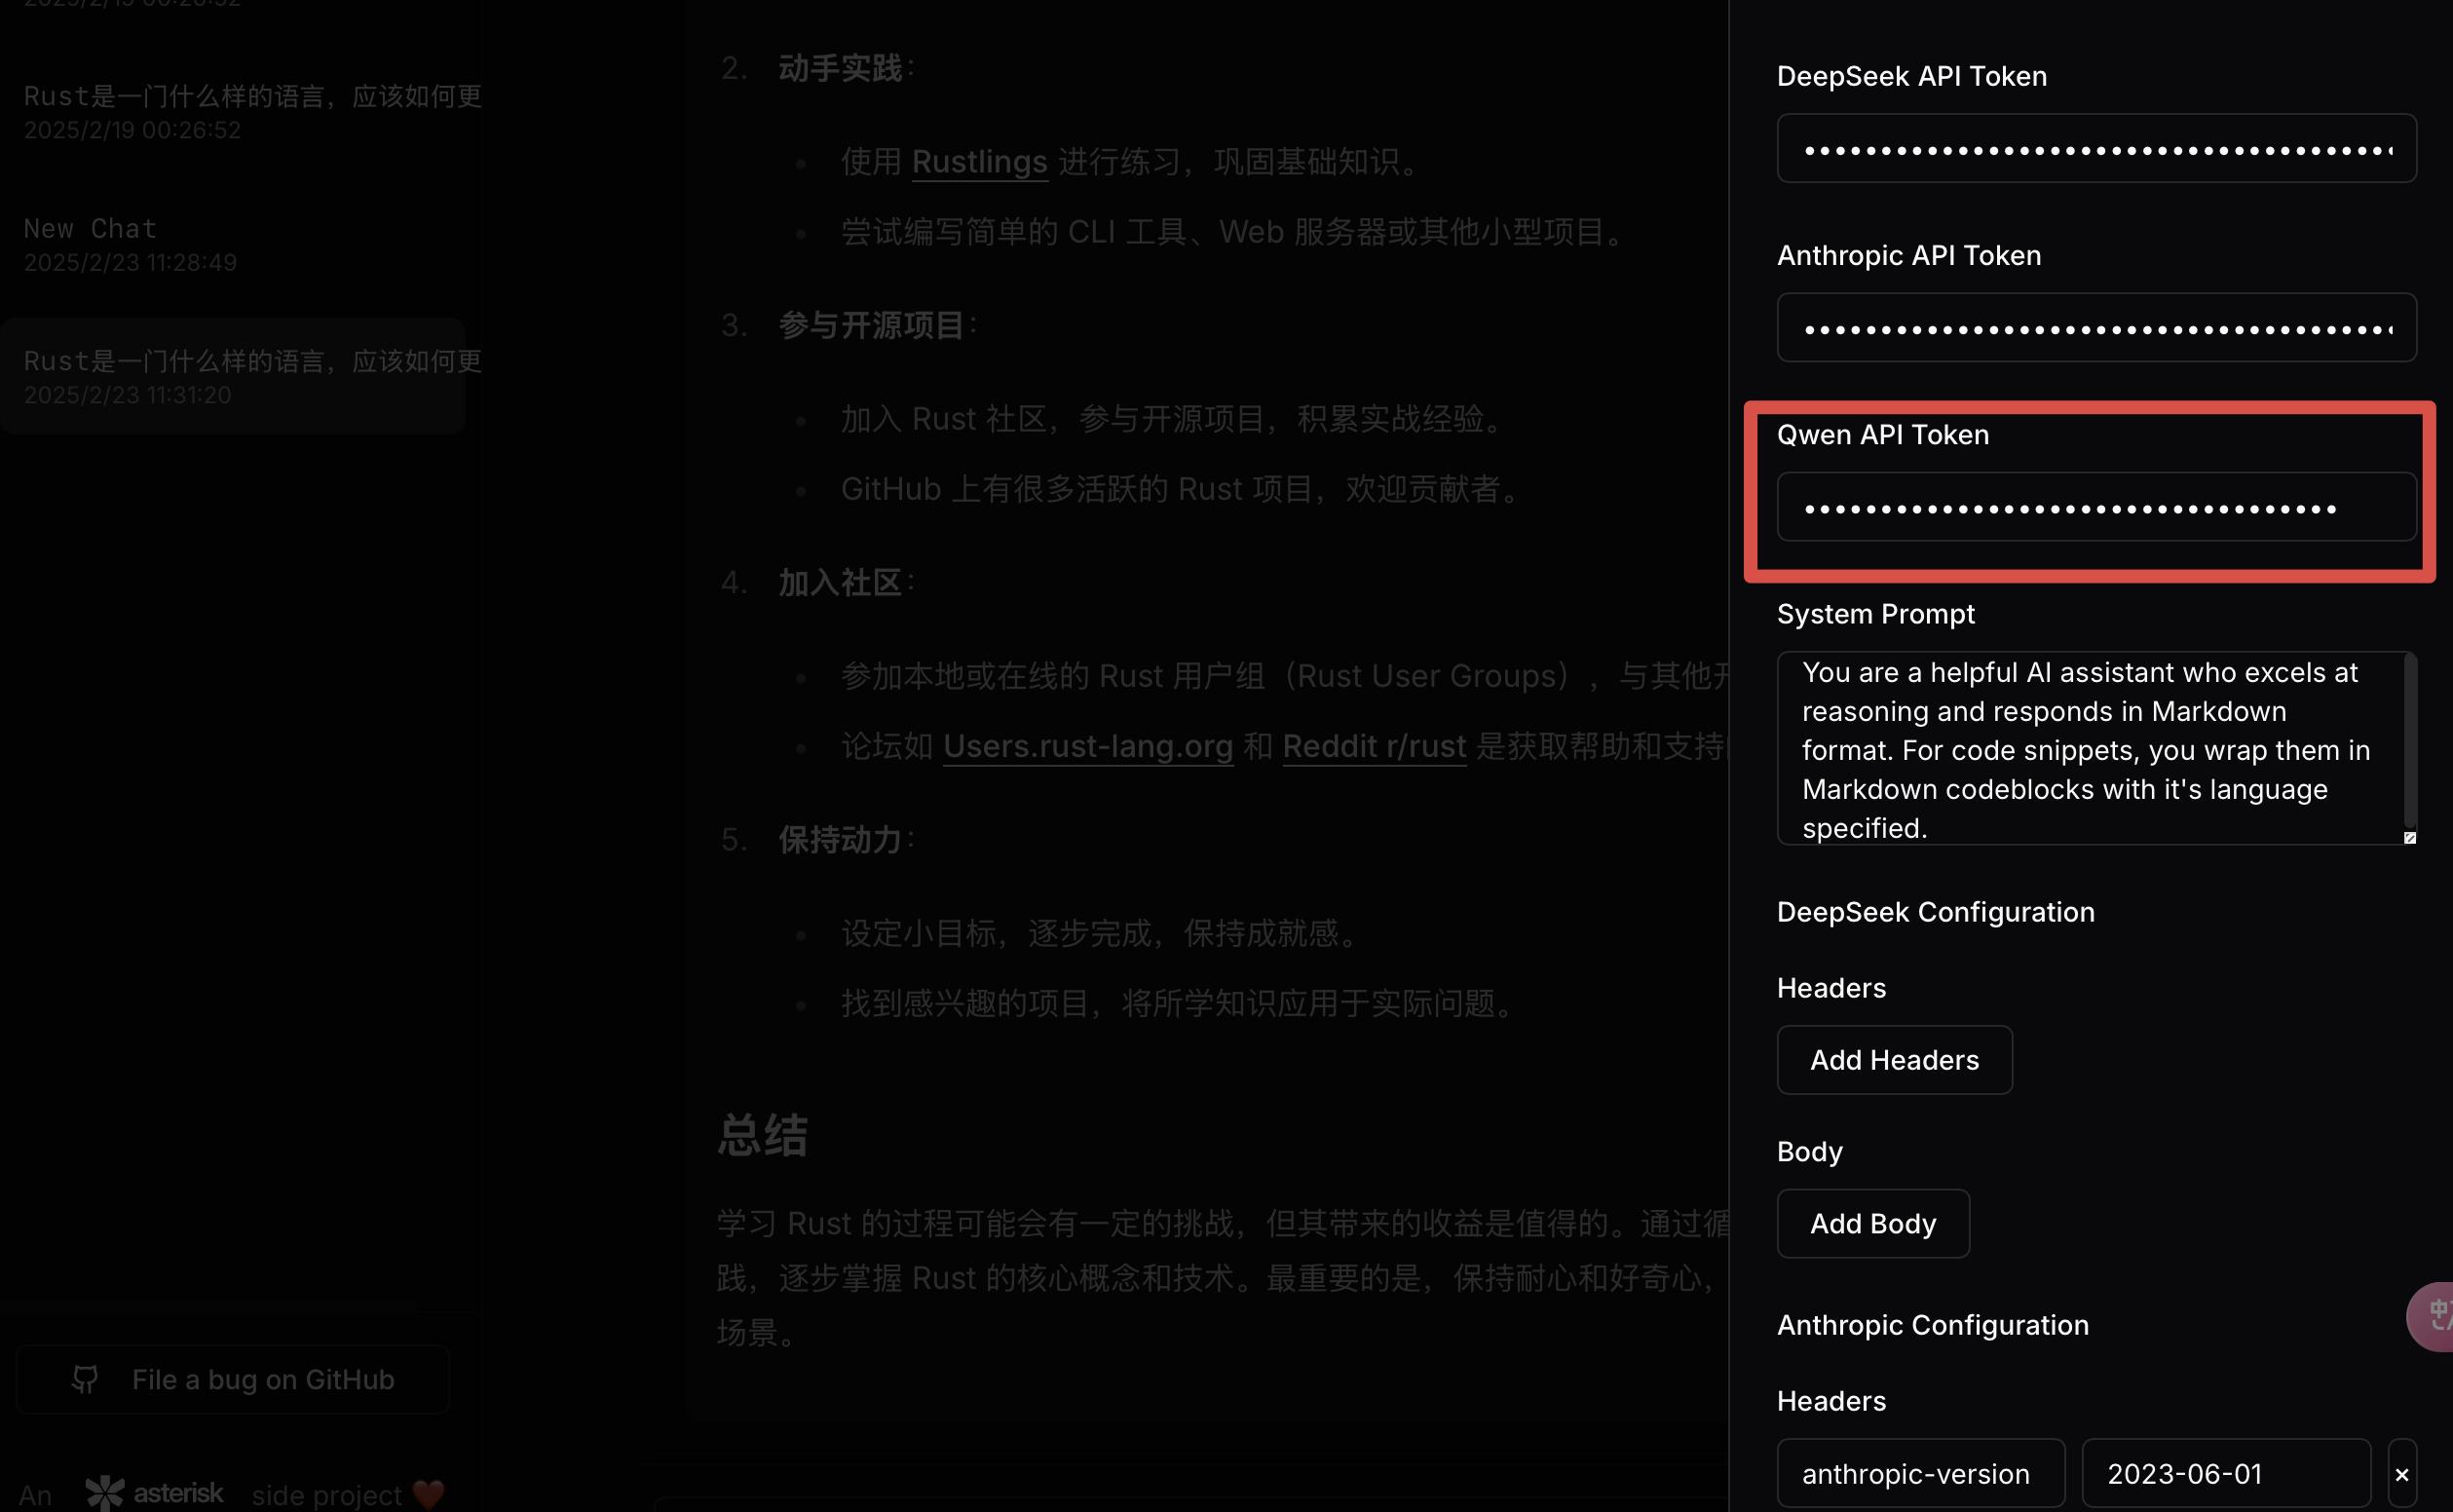 2025/2/19 00:26:52
Rust是一门什么样的语言，应该如何更
2025/2/19 00:26:52
New Chat
2025/2/23 11:28:49
Rust是一门什么样的语言，应该如何更
2025/2/23 11:31:20
File a bug on GitHub
An asterisk side project ❤️
2. 动手实践：
使用 Rustlings 进行练习，巩固基础知识。
尝试编写简单的 CLI 工具、Web 服务器或其他小型项目。
3. 参与开源项目：
加入 Rust 社区，参与开源项目，积累实战经验。
GitHub 上有很多活跃的 Rust 项目，欢迎贡献者。
4. 加入社区：
参加本地或在线的 Rust 用户组（Rust User Groups），与其他开
论坛如 Users.rust-lang.org 和 Reddit r/rust 是获取帮助和支持
5. 保持动力：
设定小目标，逐步完成，保持成就感。
找到感兴趣的项目，将所学知识应用于实际问题。
总结
学习 Rust 的过程可能会有一定的挑战，但其带来的收益是值得的。通过循
践，逐步掌握 Rust 的核心概念和技术。最重要的是，保持耐心和好奇心，
场景。
DeepSeek API Token
Anthropic API Token
Qwen API Token
System Prompt
You are a helpful AI assistant who excels at
reasoning and responds in Markdown
format. For code snippets, you wrap them in
Markdown codeblocks with it's language
specified.
DeepSeek Configuration
Headers
Add Headers
Body
Add Body
Anthropic Configuration
Headers
anthropic-version 2023-06-01 ×